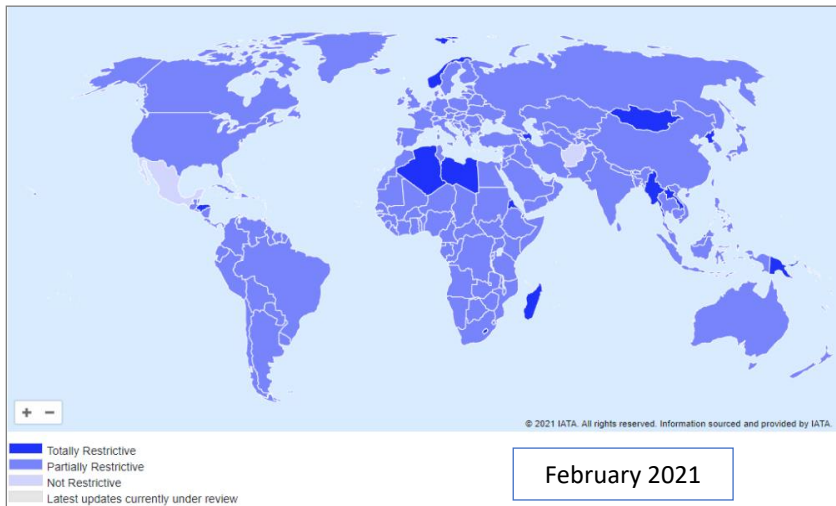 + −
© 2021 IATA. All rights reserved. Information sourced and provided by IATA.
Totally Restrictive
Partially Restrictive
Not Restrictive
Latest updates currently under review
February 2021